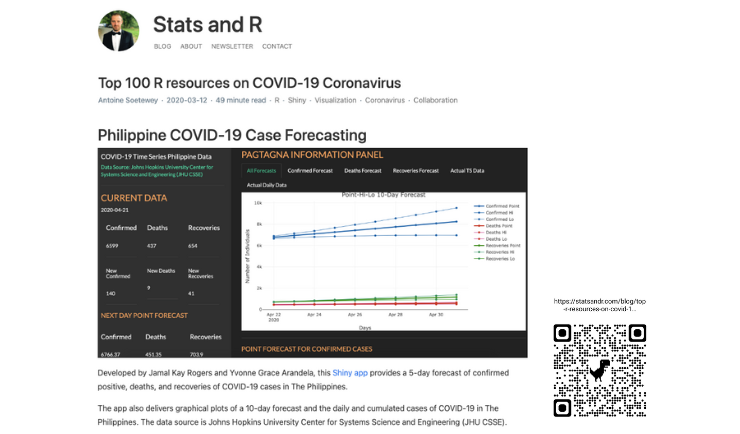 Stats and R
BLOG ABOUT NEWSLETTER CONTACT
Top 100 R resources on COVID-19 Coronavirus
Antoine Soetewey · 2020-03-12 · 49 minute read · R · Shiny · Visualization · Coronavirus · Collaboration
Philippine COVID-19 Case Forecasting
COVID-19 Time Series Philippine Data
Data Source: Johns Hopkins University Center for
Systems Science and Engineering (JHU CSSE)
CURRENT DATA
2020-04-21
Confirmed Deaths Recoveries
6599 437 654
New Confirmed New Deaths New Recoveries
140 9 41
NEXT DAY POINT FORECAST
Confirmed Deaths Recoveries
6766.37 451.35 703.9
PAGTAGNA INFORMATION PANEL
All Forecasts Confirmed Forecast Deaths Forecast Recoveries Forecast Actual TS Data
Actual Daily Data
Point-Hi-Lo 10-Day Forecast
10k
8k
6k
4k
2k
0
Number of Individuals
Apr 22 Apr 24 Apr 26 Apr 28 Apr 30
2020
Days
Confirmed Point
Confirmed Hi
Confirmed Lo
Deaths Point
Deaths Hi
Deaths Lo
Recoveries Point
Recoveries Hi
Recoveries Lo
POINT FORECAST FOR CONFIRMED CASES
https://statsandr.com/blog/top
-r-resources-on-covid-1...
Developed by Jamal Kay Rogers and Yvonne Grace Arandela, this Shiny app provides a 5-day forecast of confirmed
positive, deaths, and recoveries of COVID-19 cases in The Philippines.
The app also delivers graphical plots of a 10-day forecast and the daily and cumulated cases of COVID-19 in The
Philippines. The data source is Johns Hopkins University Center for Systems Science and Engineering (JHU CSSE).